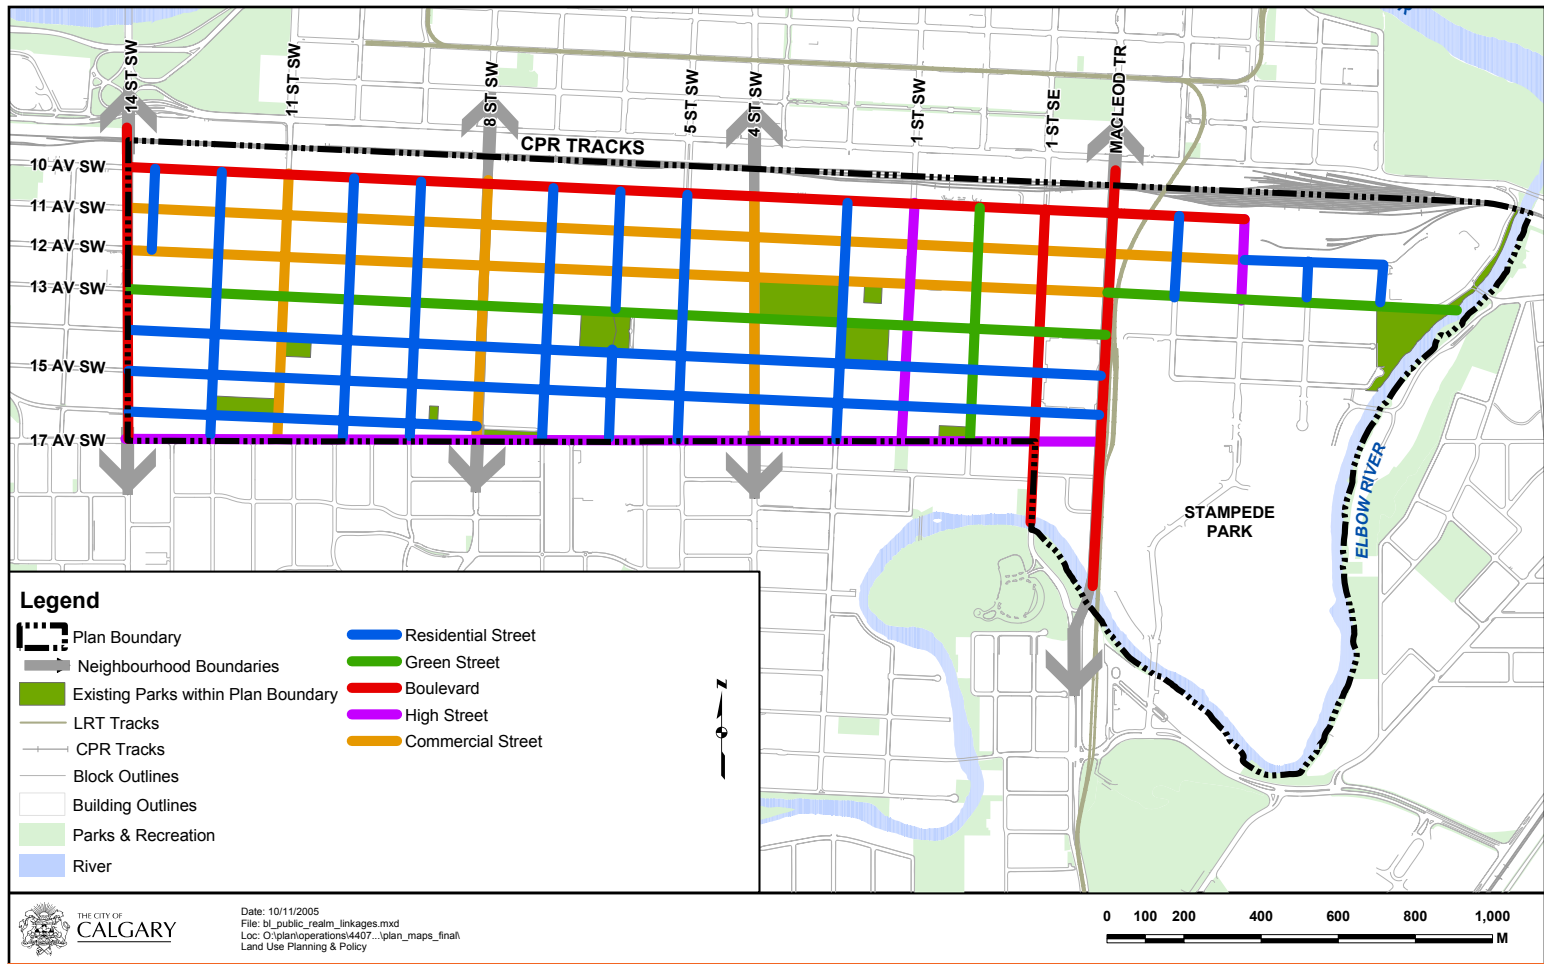 14 ST SW
11 ST SW
8 ST SW
5 ST SW
4 ST SW
1 ST SW
1 ST SE
MACLEOD TR
CPR TRACKS
10 AV SW
11 AV SW
12 AV SW
13 AV SW
15 AV SW
17 AV SW
STAMPEDE
PARK
ELBOW RIVER
Legend
Plan Boundary
Neighbourhood Boundaries
Existing Parks within Plan Boundary
LRT Tracks
CPR Tracks
Block Outlines
Building Outlines
Parks & Recreation
River
Residential Street
Green Street
Boulevard
High Street
Commercial Street
Z
THE CITY OF
CALGARY
Date: 10/11/2005
File: bl_public_realm_linkages.mxd
Loc: O:\plan\operations\4407...\plan_maps_final\
Land Use Planning & Policy
0 100 200 400 600 800 1,000
M